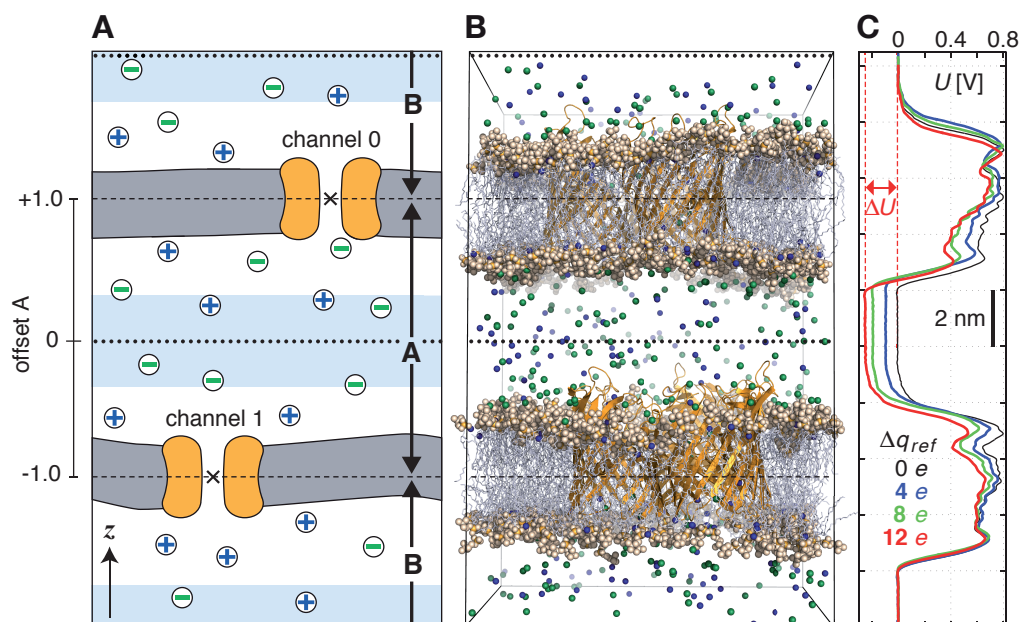 A
B
C
0 0.4 0.8
U [V]
B
channel 0
+1.0
ΔU
2 nm
offset A
0
A
channel 1
-1.0
Δq_ref
0 e
4 e
8 e
12 e
z
B